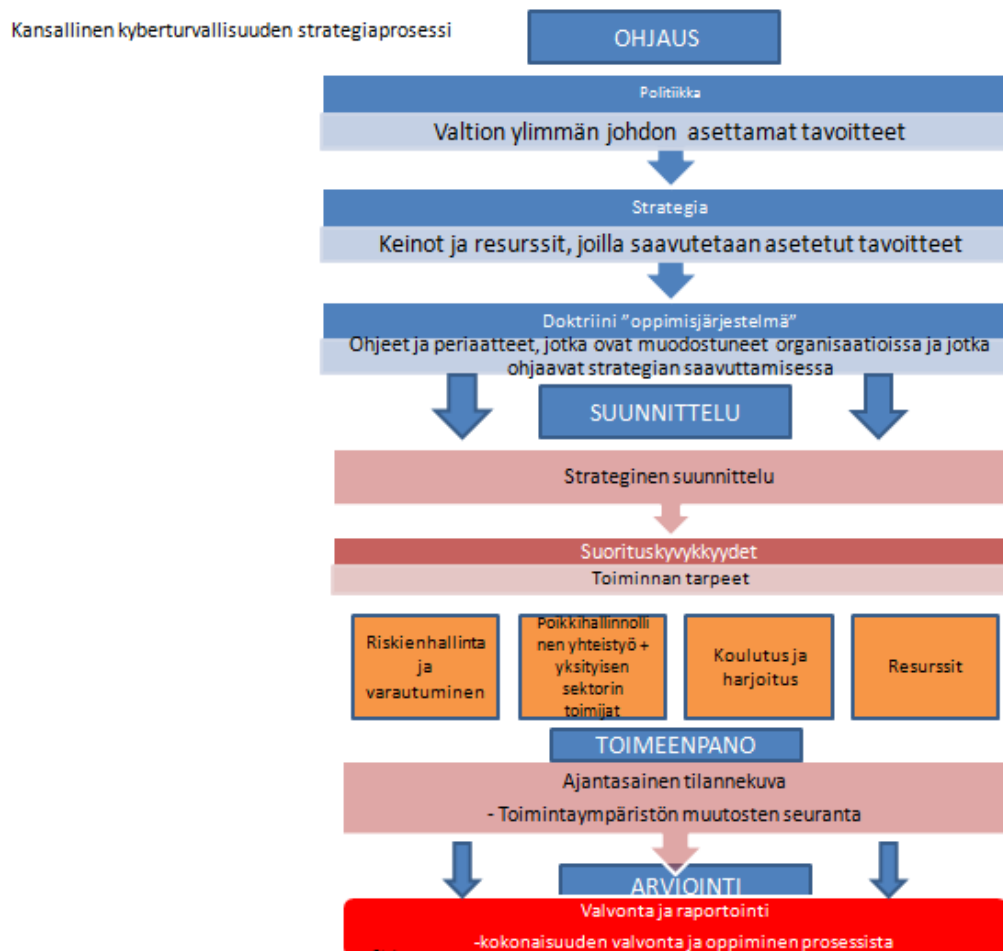 Kansallinen kyberturvallisuuden strategiaprosessi
OHJAUS
Politiikka
Valtion ylimmän johdon asettamat tavoitteet
Strategia
Keinot ja resurssit, joilla saavutetaan asetetut tavoitteet
Doktriini ”oppimisjärjestelmä”
Ohjeet ja periaatteet, jotka ovat muodostuneet organisaatioissa ja jotka
ohjaavat strategian saavuttamisessa
SUUNNITTELU
Strateginen suunnittelu
Suorituskyvykkyydet
Toiminnan tarpeet
Riskienhallinta
ja
varautuminen
Poikkihallinnolli
nen yhteistyö +
yksityisen
sektorin
toimijat
Koulutus ja
harjoitus
Resurssit
TOIMEENPANO
Ajantasainen tilannekuva
- Toimintaympäristön muutosten seuranta
ARVIOINTI
Valvonta ja raportointi
-kokonaisuuden valvonta ja oppiminen prosessista